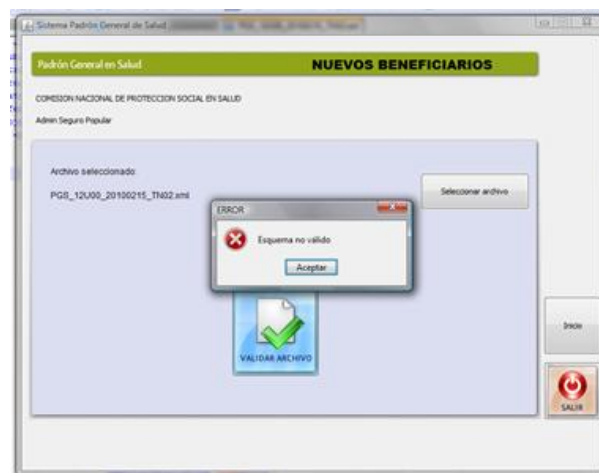 Sistema Padrón General de Salud
Padrón General en Salud
NUEVOS BENEFICIARIOS
COMISION NACIONAL DE PROTECCION SOCIAL EN SALUD
Admin Seguro Popular
Archivo seleccionado
PGS_12U00_20100215_TN02.xml
Seleccionar archivo
ERROR
Esquema no válido
Aceptar
VALIDAR ARCHIVO
Inicio
SALIR